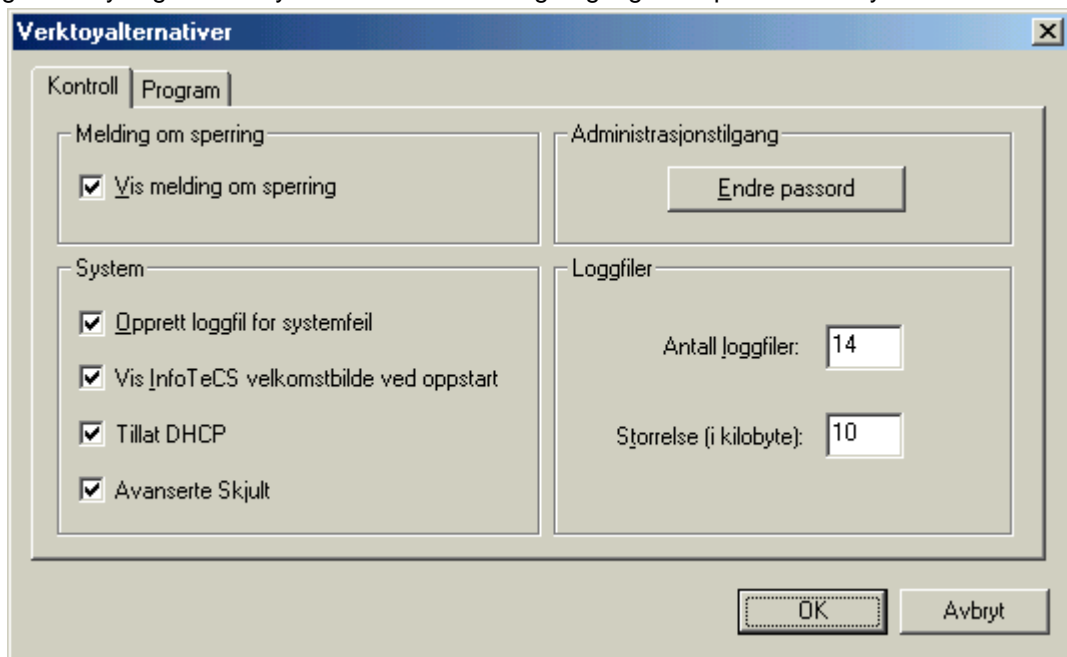 Verktoyalternativer
Kontroll
Program
Melding om sperring
Vis melding om sperring
Administrasjonstilgang
Endre passord
System
Opprett loggfil for systemfeil
Vis InfoTeCS velkomstbilde ved oppstart
Tillat DHCP
Avanserte Skjult
Loggfiler
Antall loggfiler: 14
Storrelse (i kilobyte): 10
OK
Avbryt